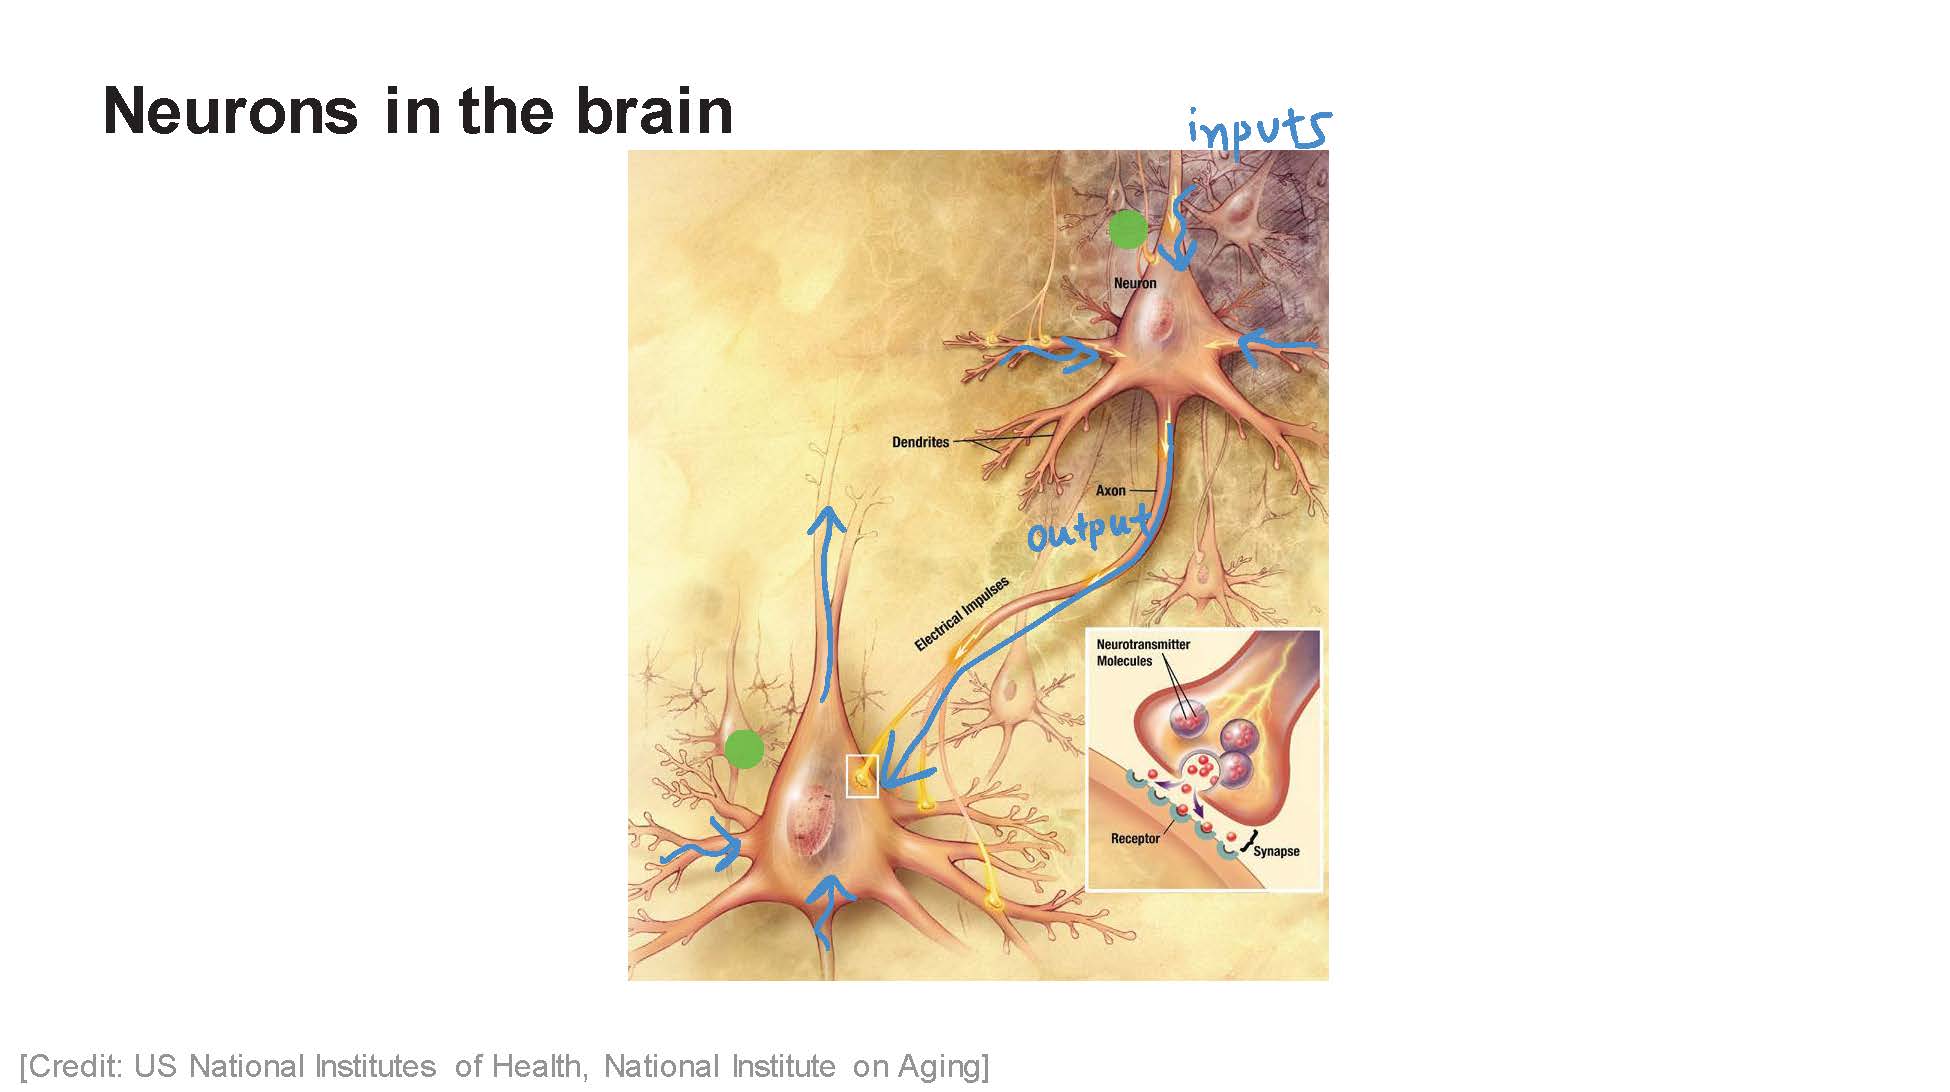 Neurons in the brain
inputs
Neuron
Dendrites
Axon
output
Electrical Impulses
Neurotransmitter
Molecules
Receptor
Synapse
[Credit: US National Institutes of Health, National Institute on Aging]